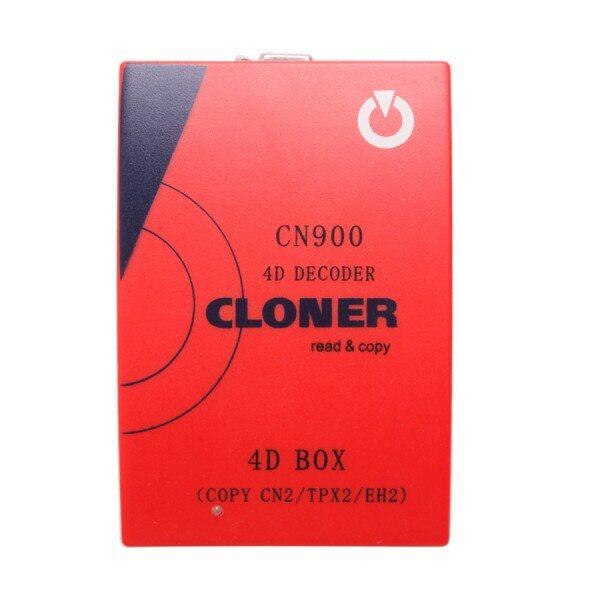 CN900
4D DECODER
CLONER
read & copy
4D BOX
(COPY CN2/TPX2/EH2)